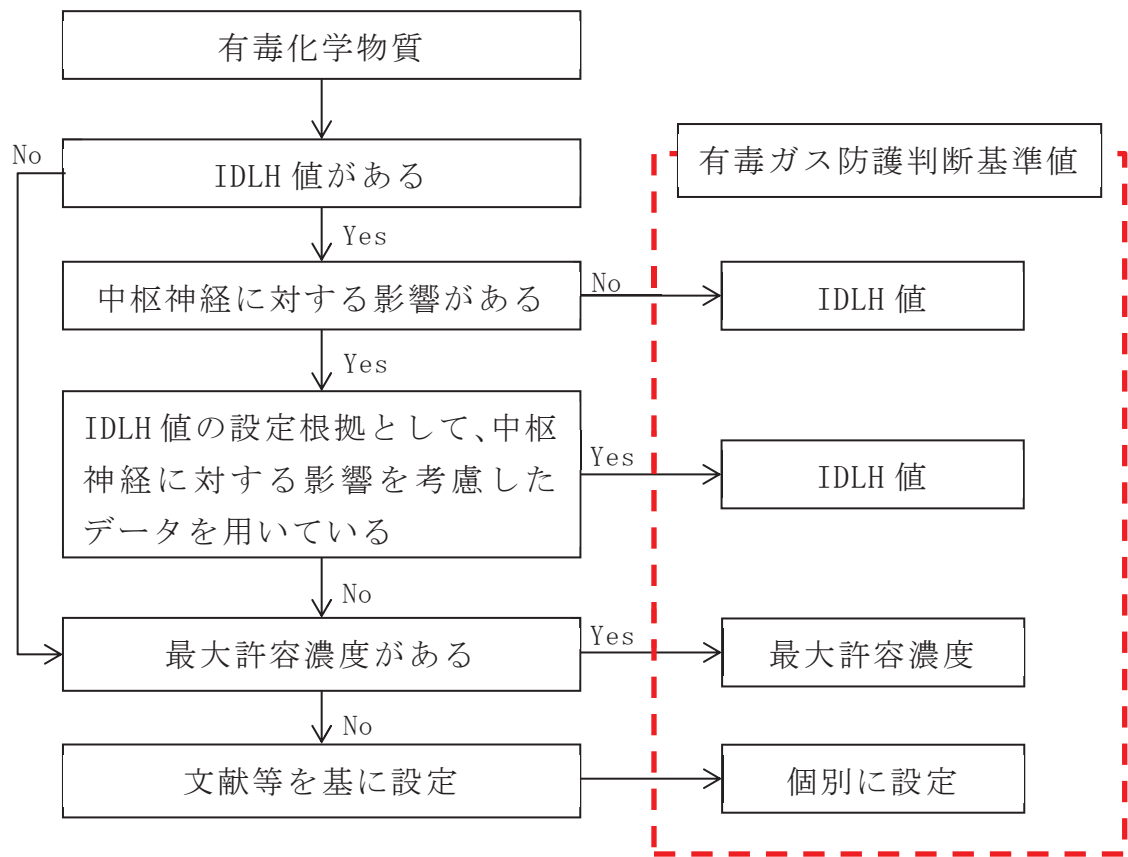 有毒化学物質
No
IDLH 値がある
有毒ガス防護判断基準値
Yes
中枢神経に対する影響がある
No
IDLH 値
Yes
IDLH 値の設定根拠として、中枢
神経に対する影響を考慮した
データを用いている
Yes
IDLH 値
No
最大許容濃度がある
Yes
最大許容濃度
No
文献等を基に設定
個別に設定